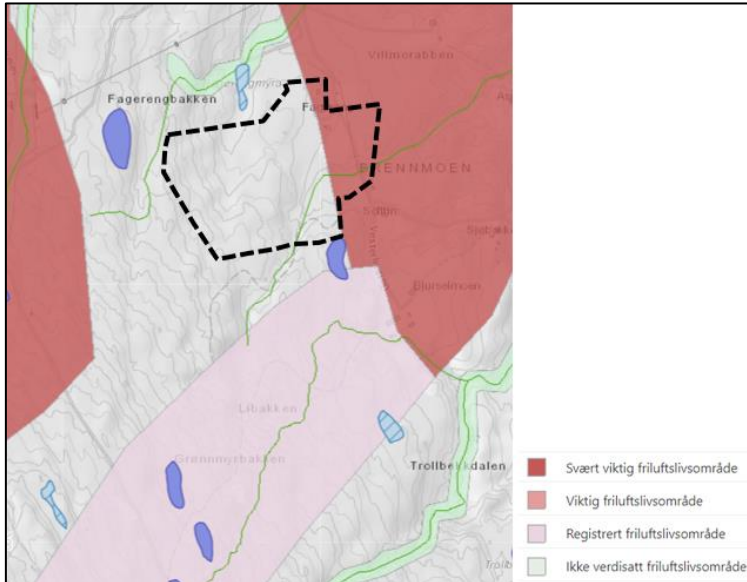 Villmorabben
Fagerengbakken
BRENNMOEN
Libakken
Grønnmyrbakken
Trollbekkdalen
Svært viktig friluftslivsområde
Viktig friluftslivsområde
Registrert friluftslivsområde
Ikke verdisatt friluftslivsområde